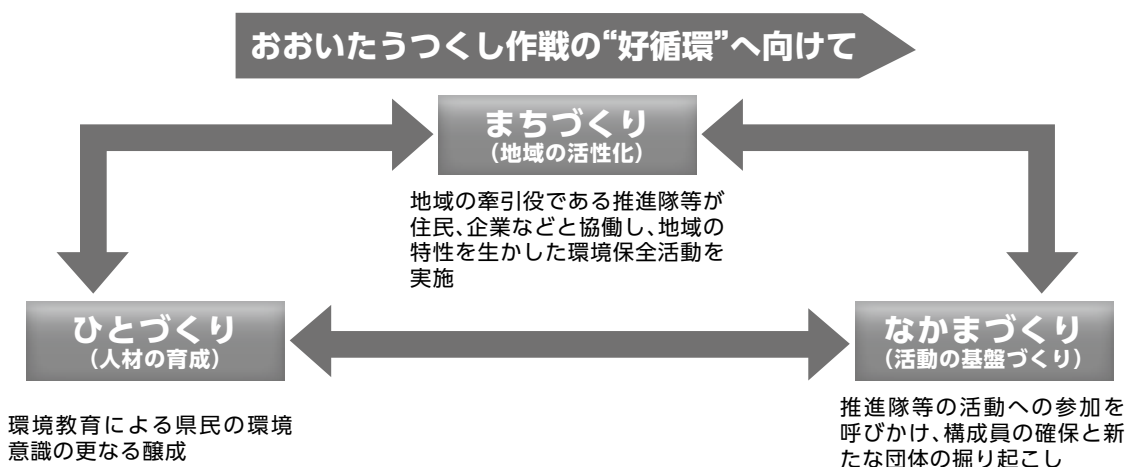 おおいたうつくし作戦の“好循環”へ向けて
まちづくり
（地域の活性化）
地域の牽引役である推進隊等が
住民、企業などと協働し、地域の
特性を生かした環境保全活動を
実施
ひとづくり
（人材の育成）
環境教育による県民の環境
意識の更なる醸成
なかまづくり
（活動の基盤づくり）
推進隊等の活動への参加を
呼びかけ、構成員の確保と新
たな団体の掘り起こし